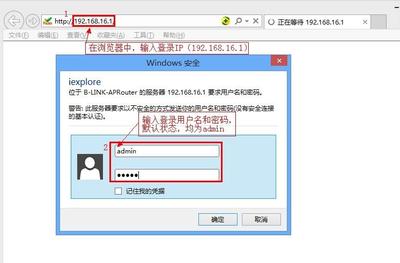 1
http://192.168.16.1
正在等待 192.168.16.1
文件(F) 编辑(E) 查看(V) 收藏夹(A) 工具(T) 帮助(H)
在浏览器中，输入登录IP（192.168.16.1）
Windows 安全
iexplore
位于 B-LINK-APRouter 的服务器 192.168.16.1 要求用户名和密码。
警告: 此服务器要求以不安全的方式发送你的用户名和密码(没有安全连接
的基本认证)。
输入登录用户名和密码，
默认状态，均为admin
2
admin
●●●●●
记住我的凭据
确定
取消